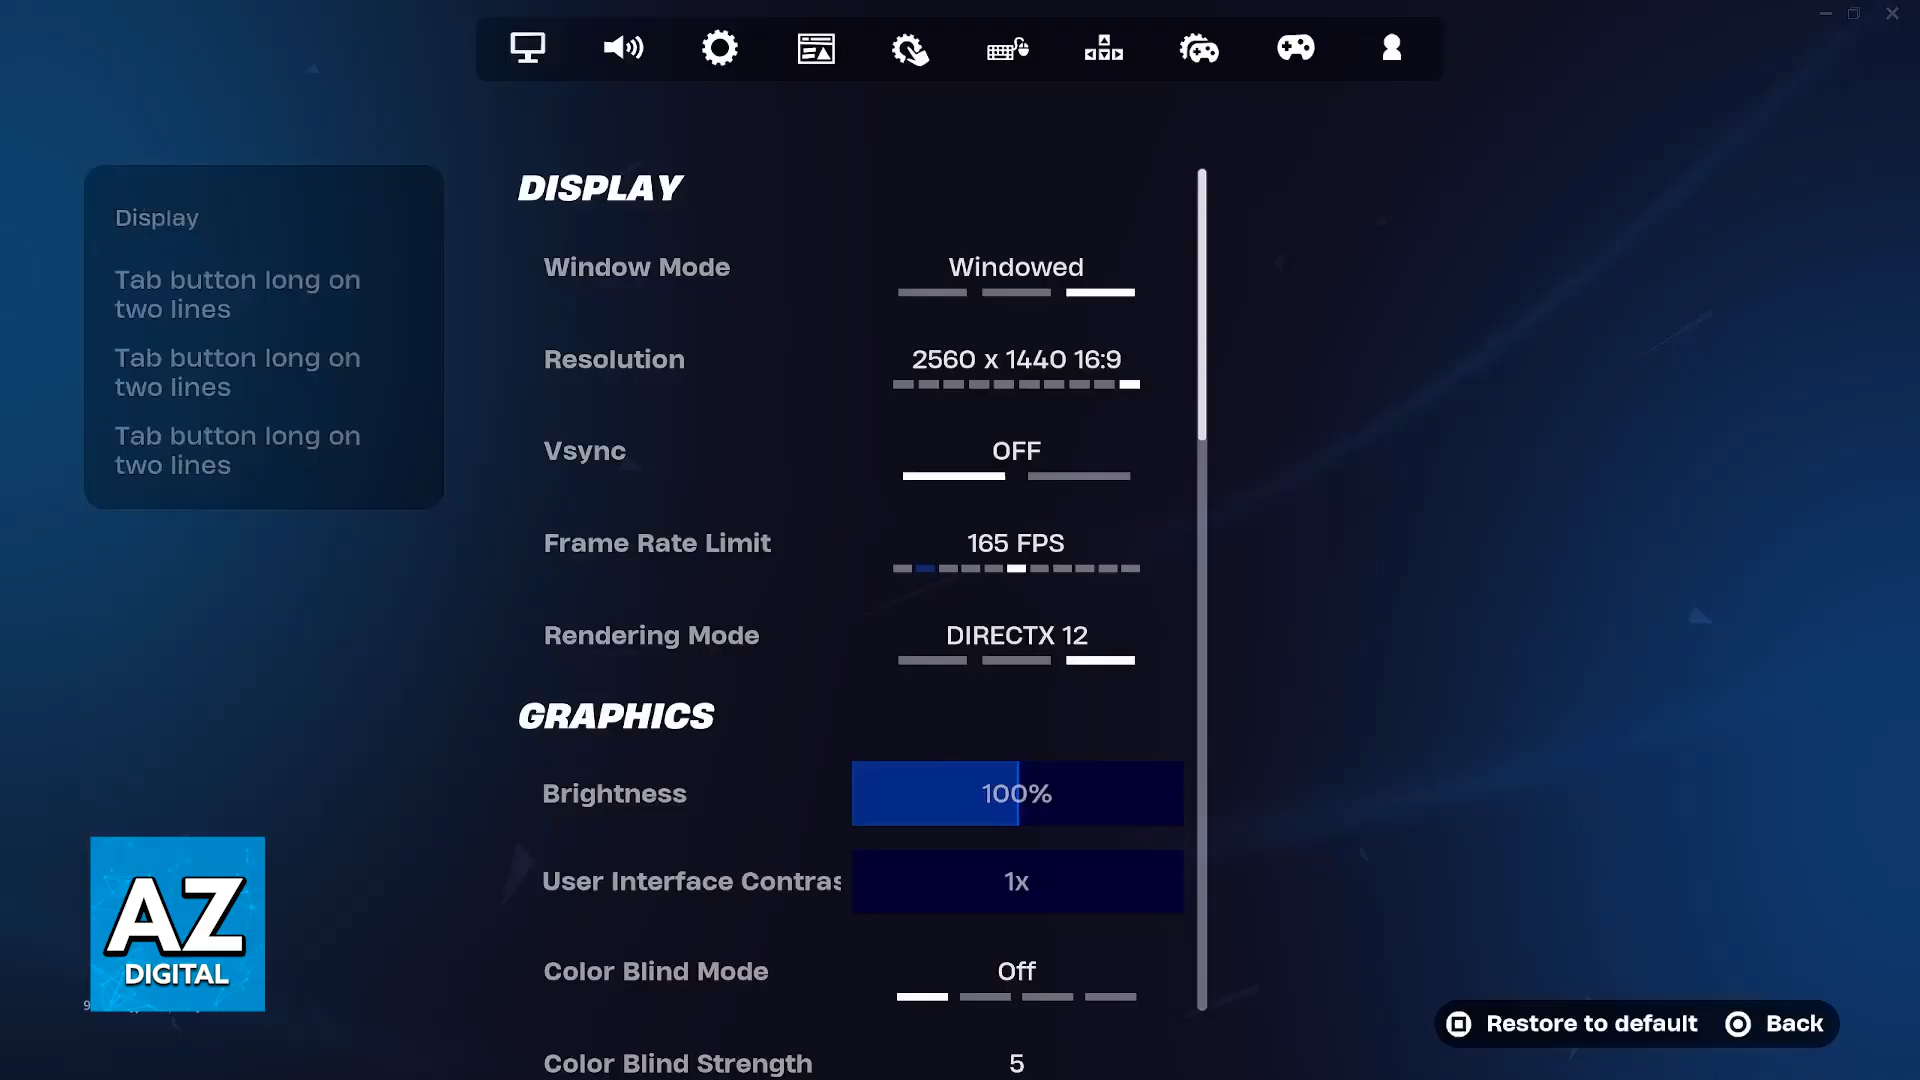 DISPLAY
Display
Tab button long on
two lines
Tab button long on
two lines
Tab button long on
two lines
Window Mode
Windowed
Resolution
2560 x 1440 16:9
Vsync
OFF
Frame Rate Limit
165 FPS
Rendering Mode
DIRECTX 12
GRAPHICS
Brightness
100%
User Interface Contras
1x
Color Blind Mode
Off
Color Blind Strength
5
AZ
DIGITAL
Restore to default
Back